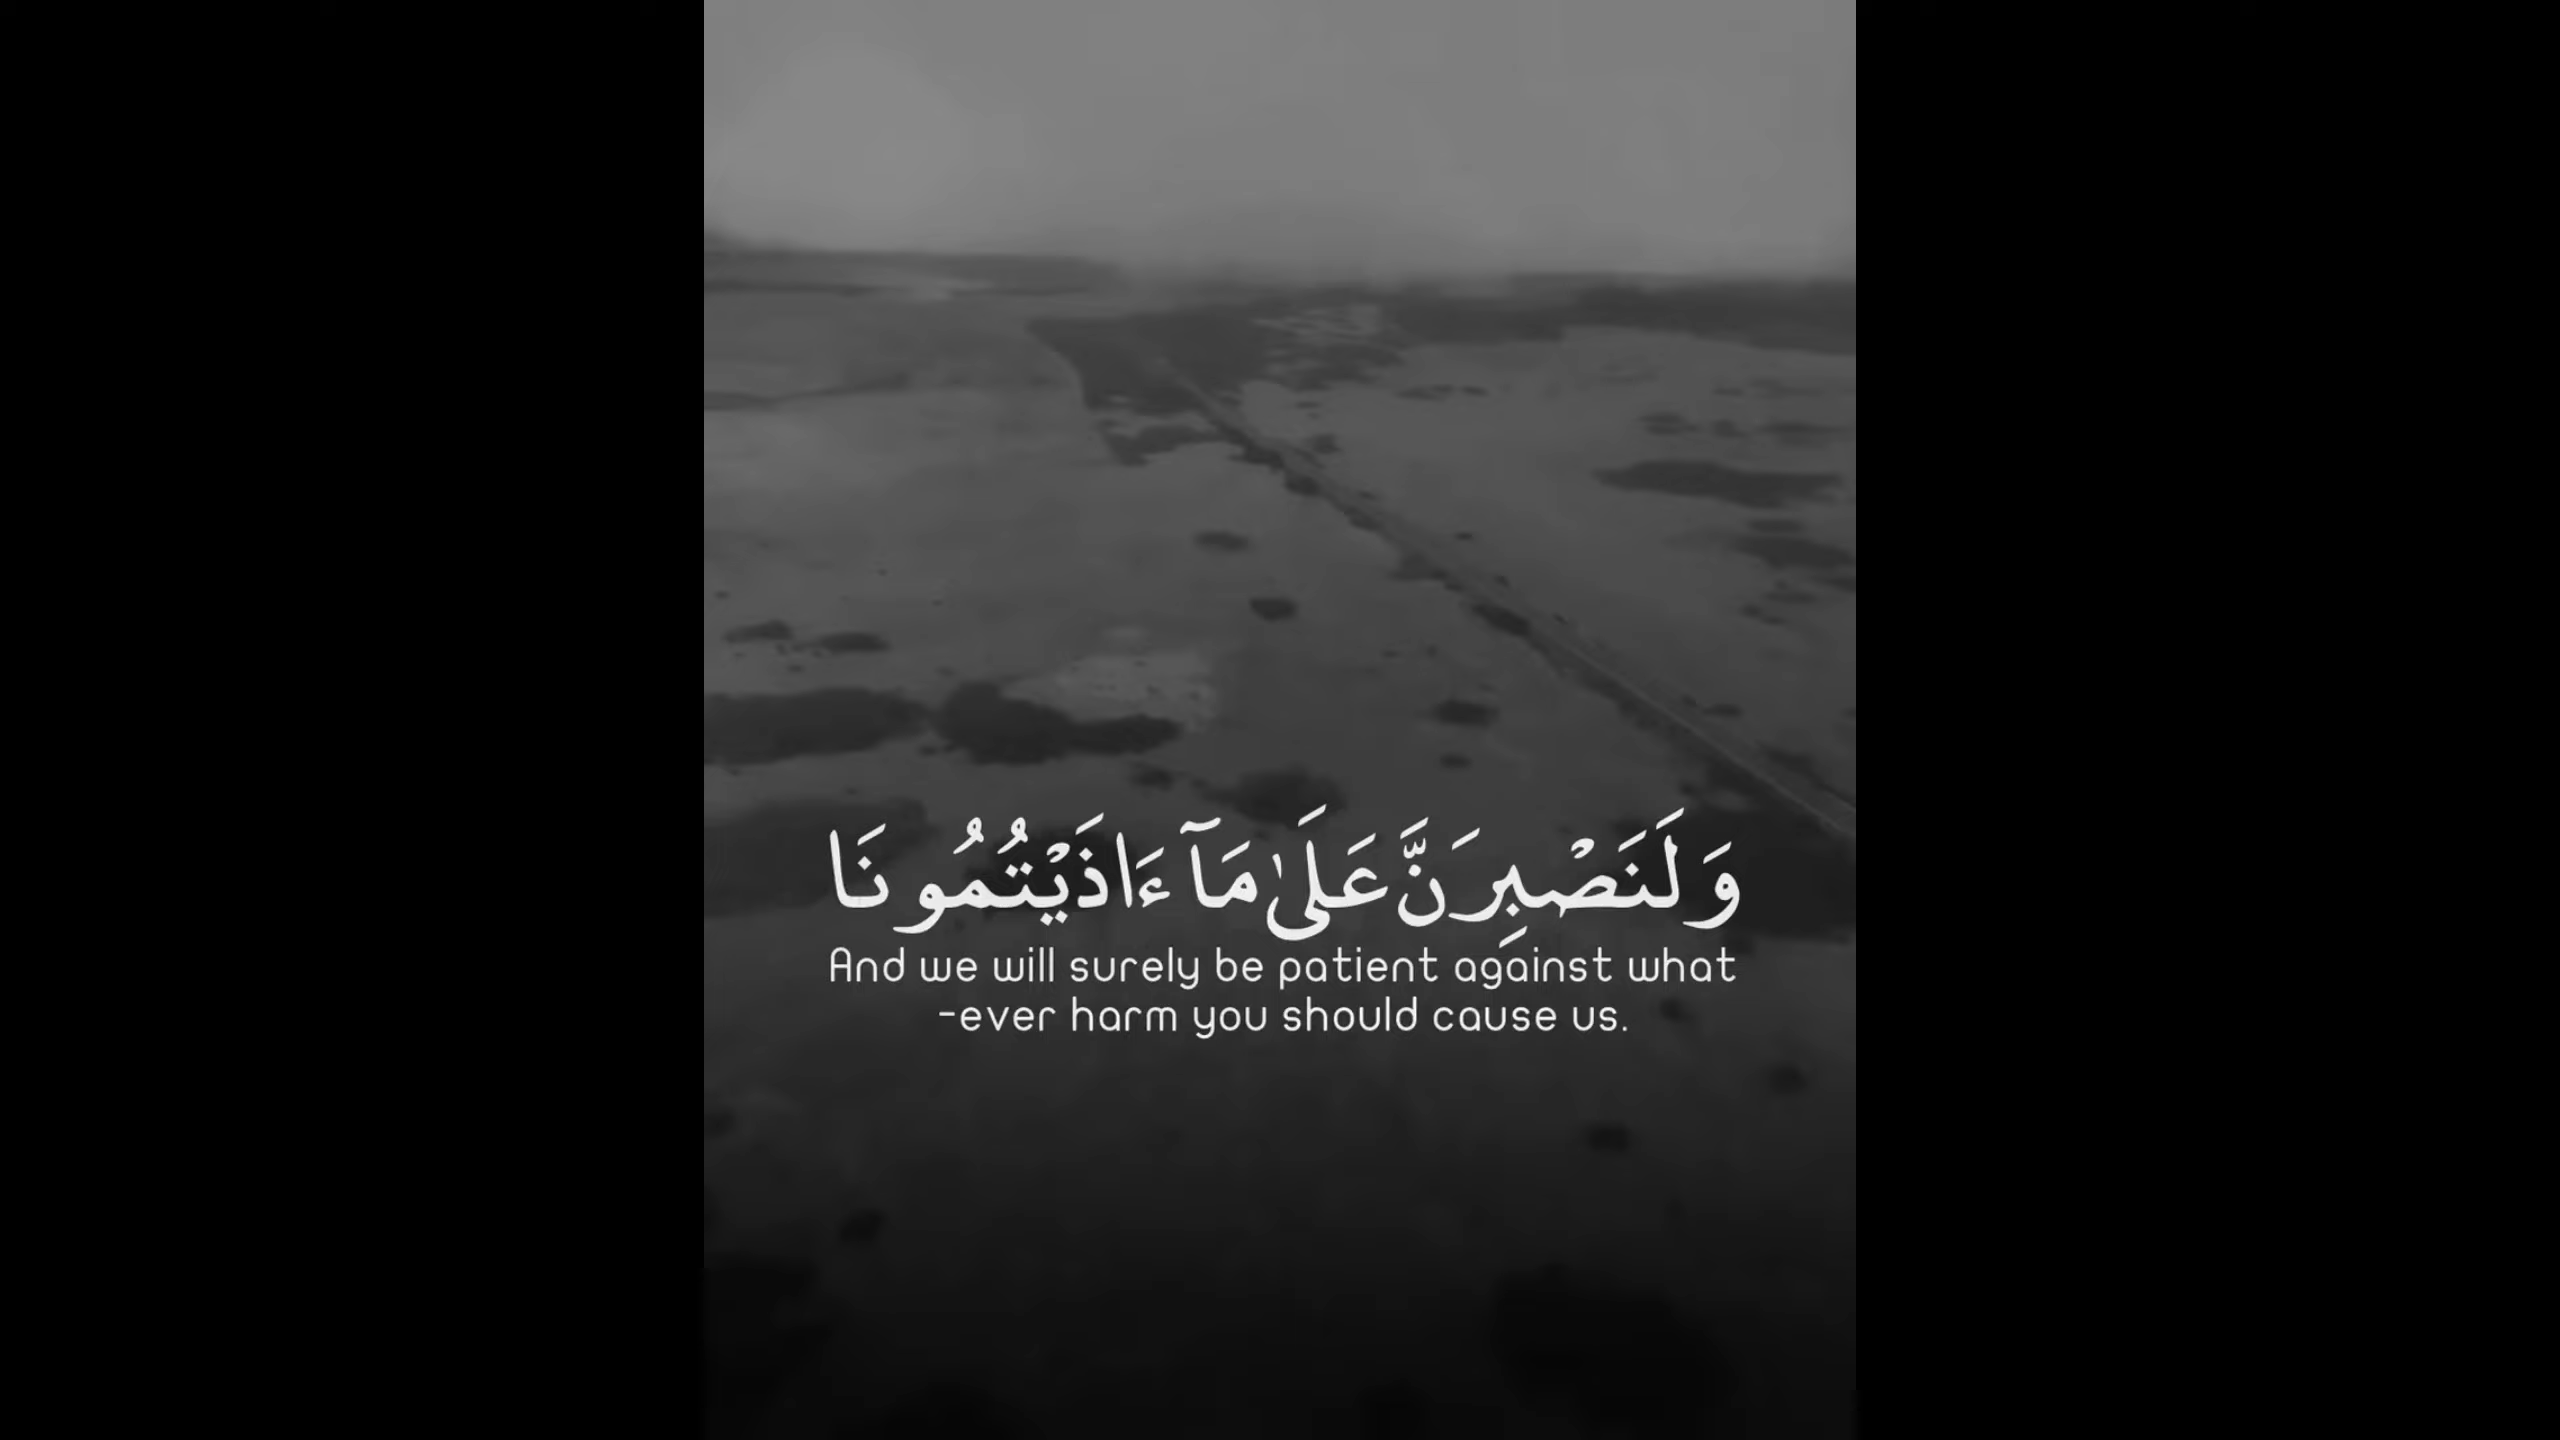 وَلَنَصْبِرَنَّ عَلَىٰ مَآ ءَاذَيْتُمُونَا
And we will surely be patient against what
-ever harm you should cause us.